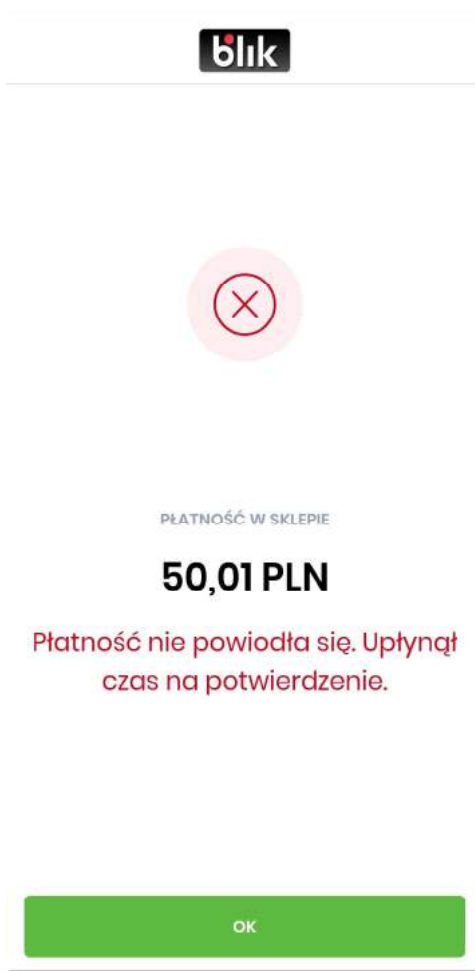 blik
PŁATNOŚĆ W SKLEPIE
50,01 PLN
Płatność nie powiodła się. Upłynął
czas na potwierdzenie.
OK